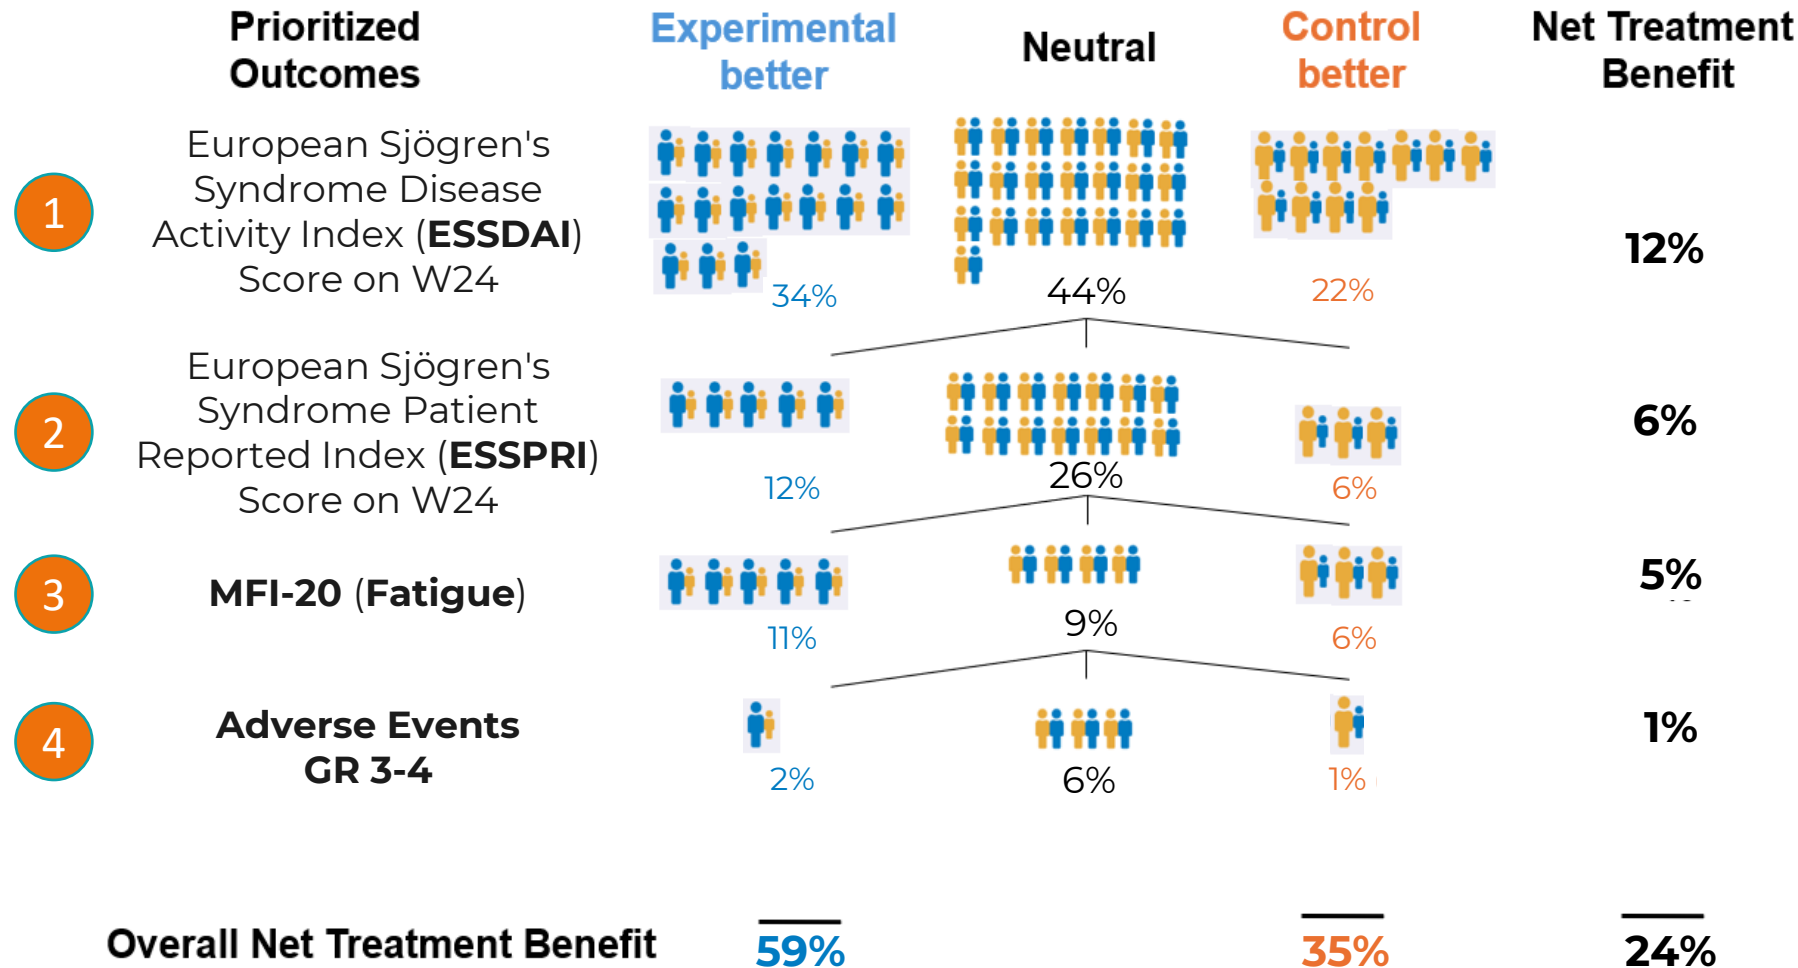 Prioritized
Outcomes
Experimental
better
Neutral
Control
better
Net Treatment
Benefit
1
European Sjögren's
Syndrome Disease
Activity Index (ESSDAI)
Score on W24
34%
44%
22%
12%
2
European Sjögren's
Syndrome Patient
Reported Index (ESSPRI)
Score on W24
12%
26%
6%
6%
3
MFI-20 (Fatigue)
11%
9%
6%
5%
4
Adverse Events
GR 3-4
2%
6%
1%
1%
Overall Net Treatment Benefit
59%
35%
24%